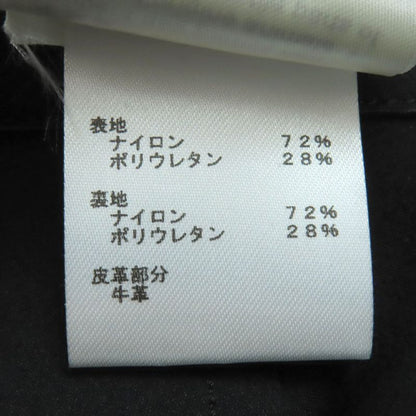 表地
ナイロン 72%
ポリウレタン 28%
裏地
ナイロン 72%
ポリウレタン 28%
皮革部分
牛革